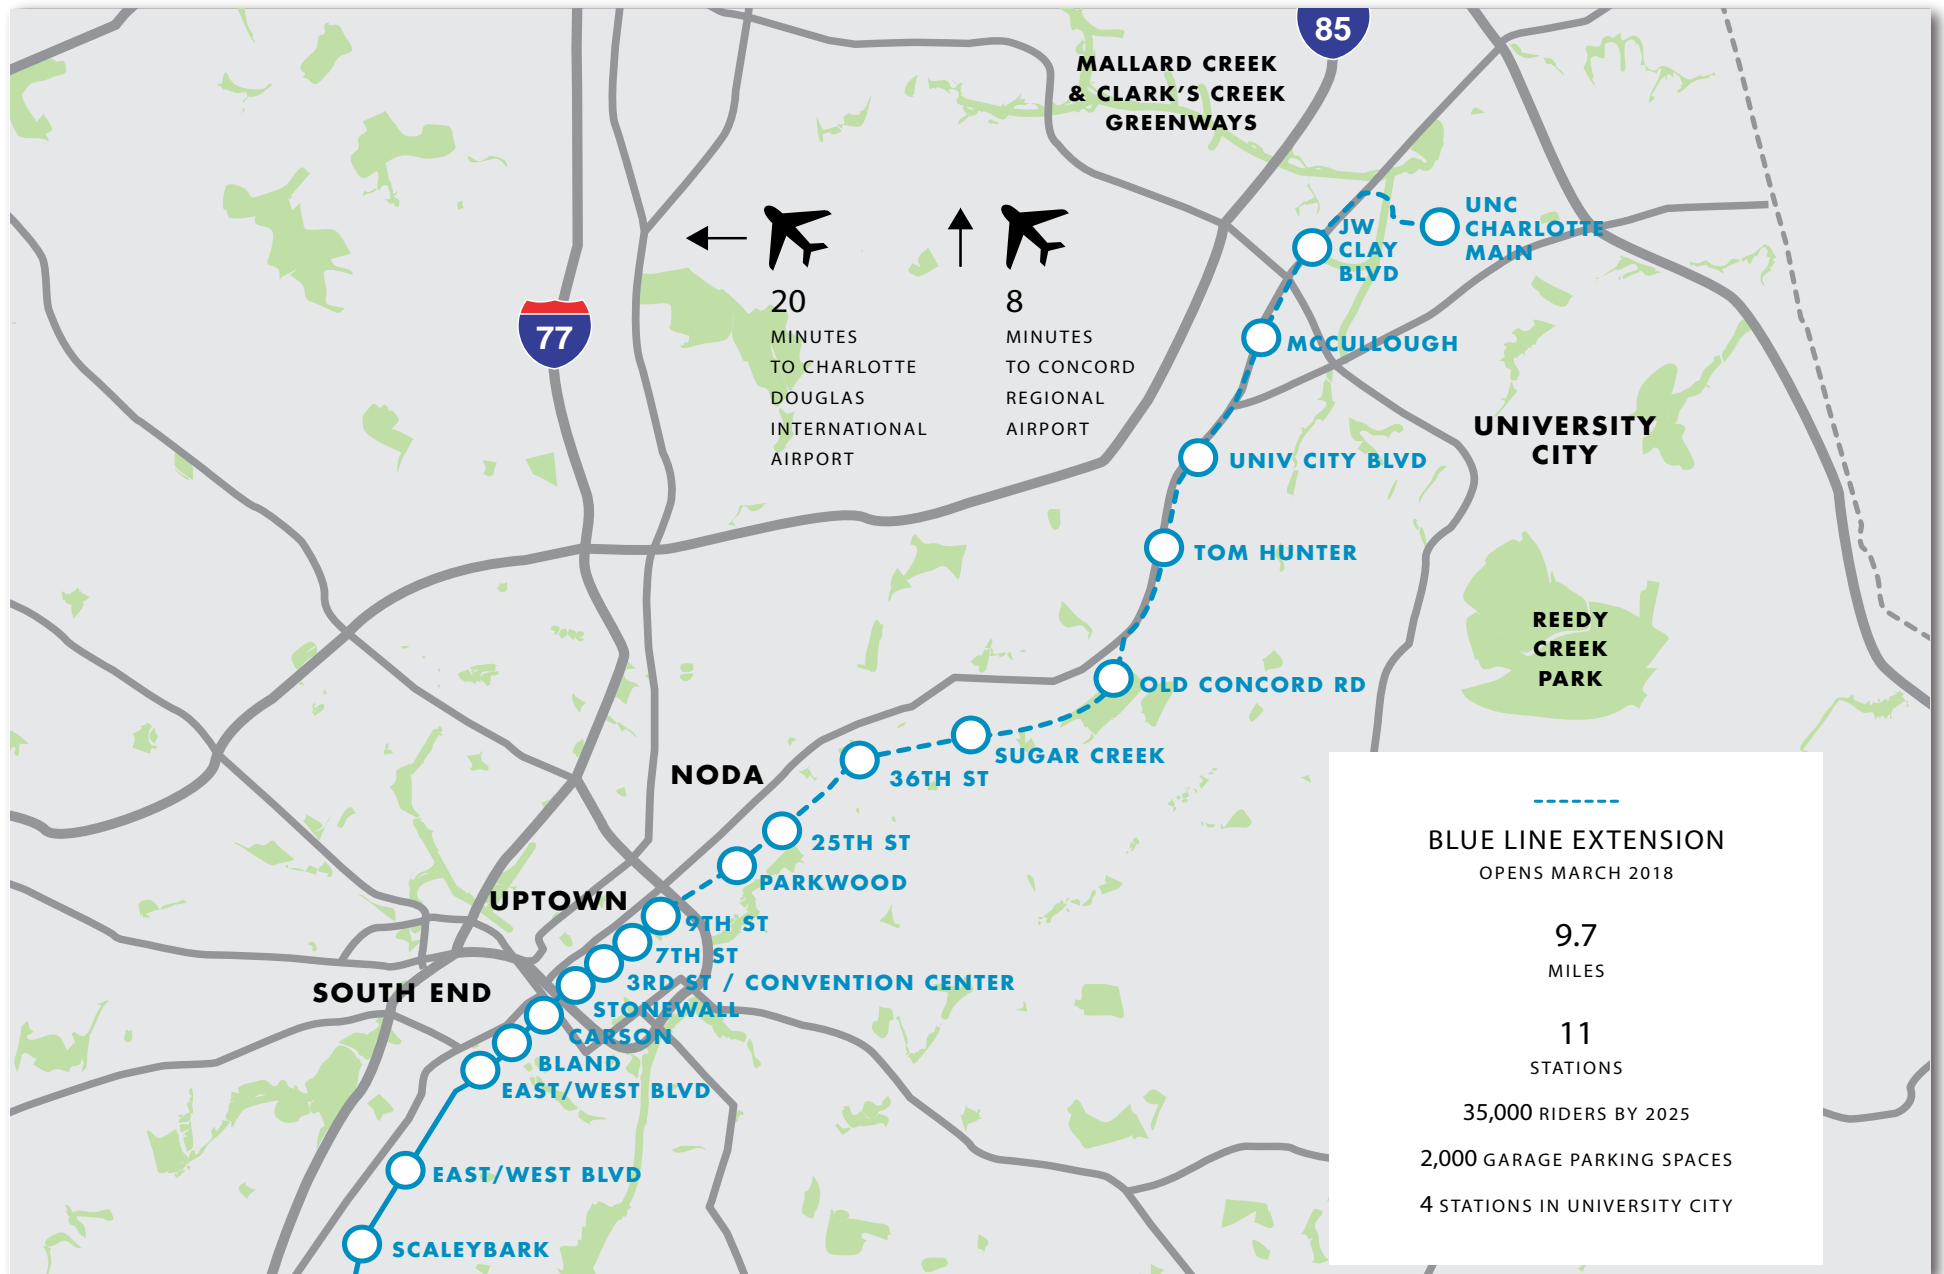 85
MALLARD CREEK
& CLARK'S CREEK
GREENWAYS
UNC
CHARLOTTE
MAIN
JW
CLAY
BLVD
20
MINUTES
TO CHARLOTTE
DOUGLAS
INTERNATIONAL
AIRPORT
8
MINUTES
TO CONCORD
REGIONAL
AIRPORT
77
MCCULLOUGH
UNIVERSITY
CITY
UNIV CITY BLVD
TOM HUNTER
REEDY
CREEK
PARK
OLD CONCORD RD
SUGAR CREEK
NODA
36TH ST
25TH ST
PARKWOOD
UPTOWN
9TH ST
7TH ST
3RD ST / CONVENTION CENTER
SOUTH END
STONEWALL
CARSON
BLAND
EAST/WEST BLVD
EAST/WEST BLVD
SCALEYBARK
BLUE LINE EXTENSION
OPENS MARCH 2018
9.7
MILES
11
STATIONS
35,000 RIDERS BY 2025
2,000 GARAGE PARKING SPACES
4 STATIONS IN UNIVERSITY CITY